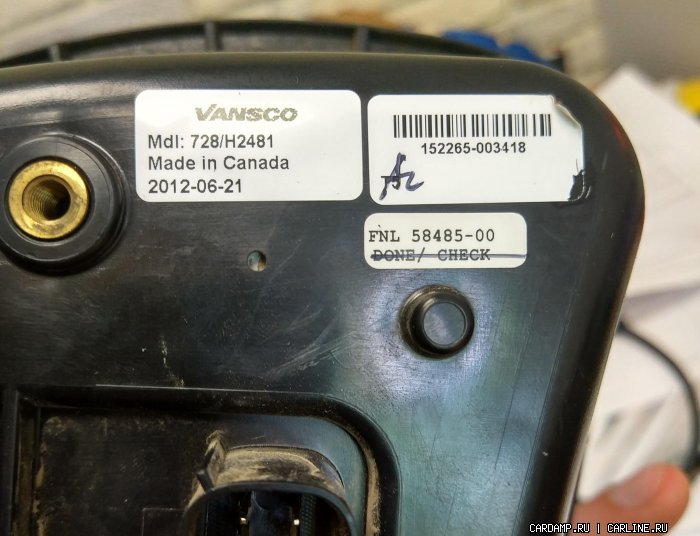 VANSCO
Mdl: 728/H2481
Made in Canada
2012-06-21
152265-003418
FNL 58485-00
DONE/ CHECK
CARDAMP.RU | CARLINE.RU